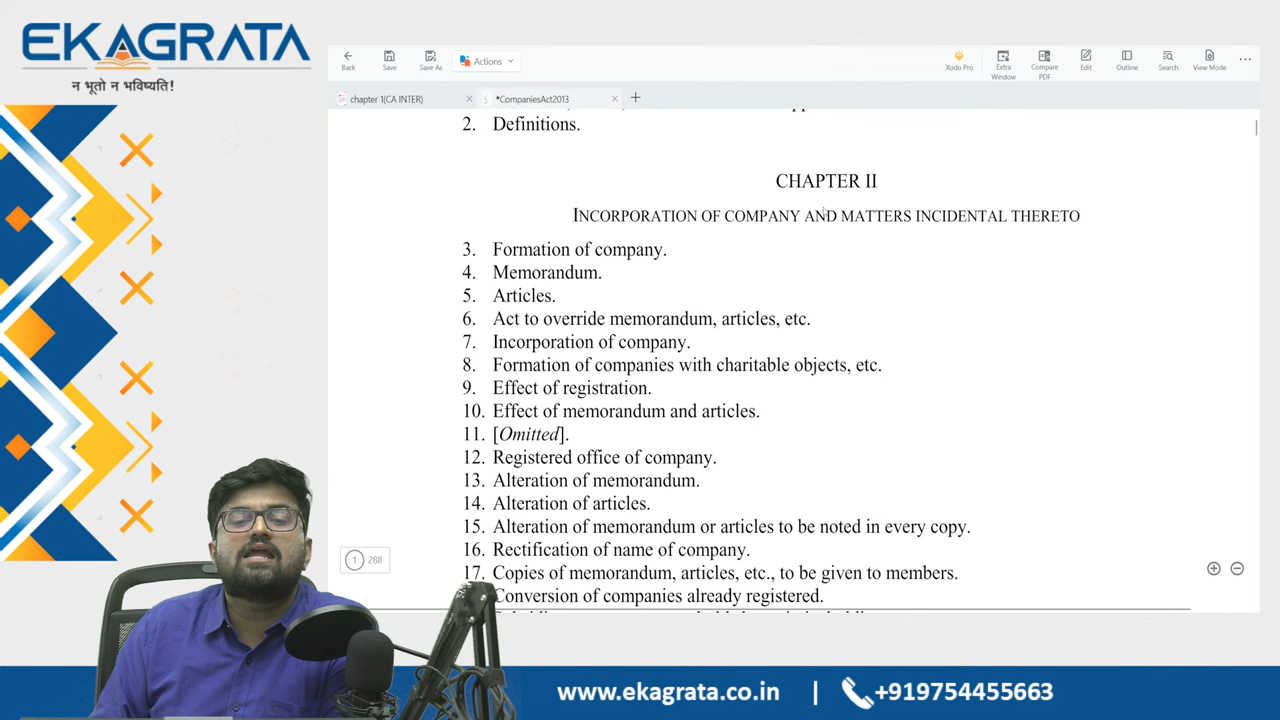 EKAGRATA
न भूतो न भविष्यति!
Back
Save
Save As
Actions
Xodo Pro
Extra Window
Compare PDF
Edit
Outline
Search
View Mode
chapter 1(CA INTER)
*CompaniesAct2013
2. Definitions.
CHAPTER II
INCORPORATION OF COMPANY AND MATTERS INCIDENTAL THERETO
3. Formation of company.
4. Memorandum.
5. Articles.
6. Act to override memorandum, articles, etc.
7. Incorporation of company.
8. Formation of companies with charitable objects, etc.
9. Effect of registration.
10. Effect of memorandum and articles.
11. [Omitted].
12. Registered office of company.
13. Alteration of memorandum.
14. Alteration of articles.
15. Alteration of memorandum or articles to be noted in every copy.
16. Rectification of name of company.
17. Copies of memorandum, articles, etc., to be given to members.
Conversion of companies already registered.
1 288
www.ekagrata.co.in | +919754455663